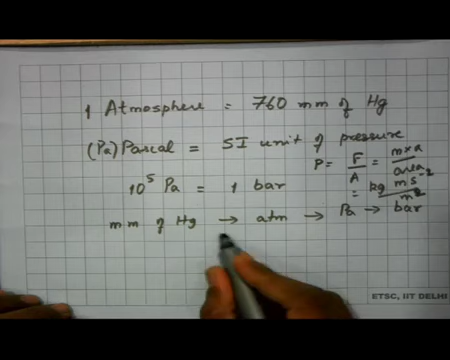 1 Atmosphere = 760 mm of Hg
(Pa) Pascal = SI unit of pressure
P = F/A = m×a/area
= kg ms⁻²/m²
10⁵ Pa = 1 bar
mm of Hg → atm → Pa → bar
ETSC, IIT DELHI